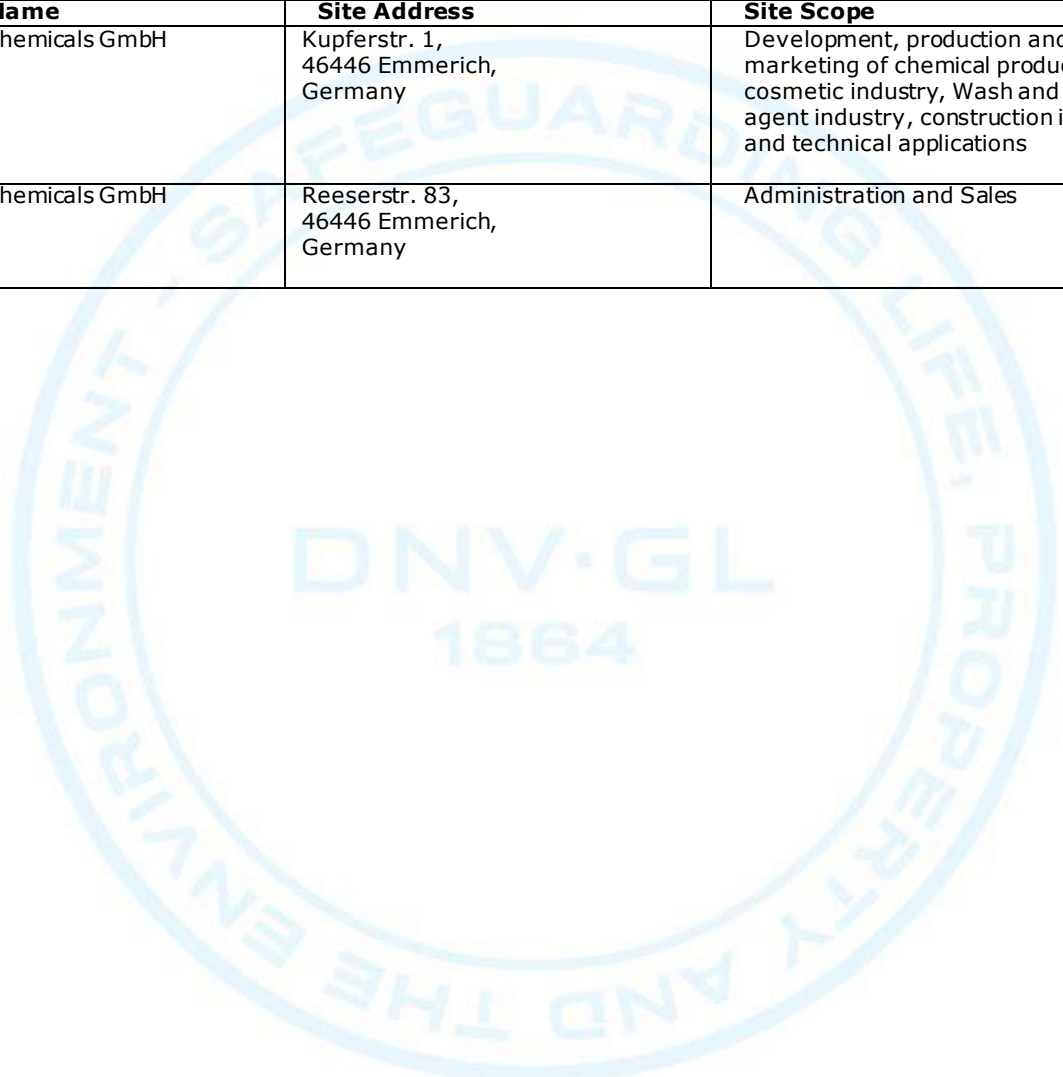 lame Site Address Site Scope
hemicals GmbH Kupferstr. 1, Development, production and
46446 Emmerich, marketing of chemical produc
Germany cosmetic industry, Wash and
agent industry, construction i
and technical applications
hemicals GmbH Reeserstr. 83, Administration and Sales
46446 Emmerich,
Germany
SAFEGUARDING LIFE, PROPERTY AND THE ENVIRONMENT -
DNV·GL
1864